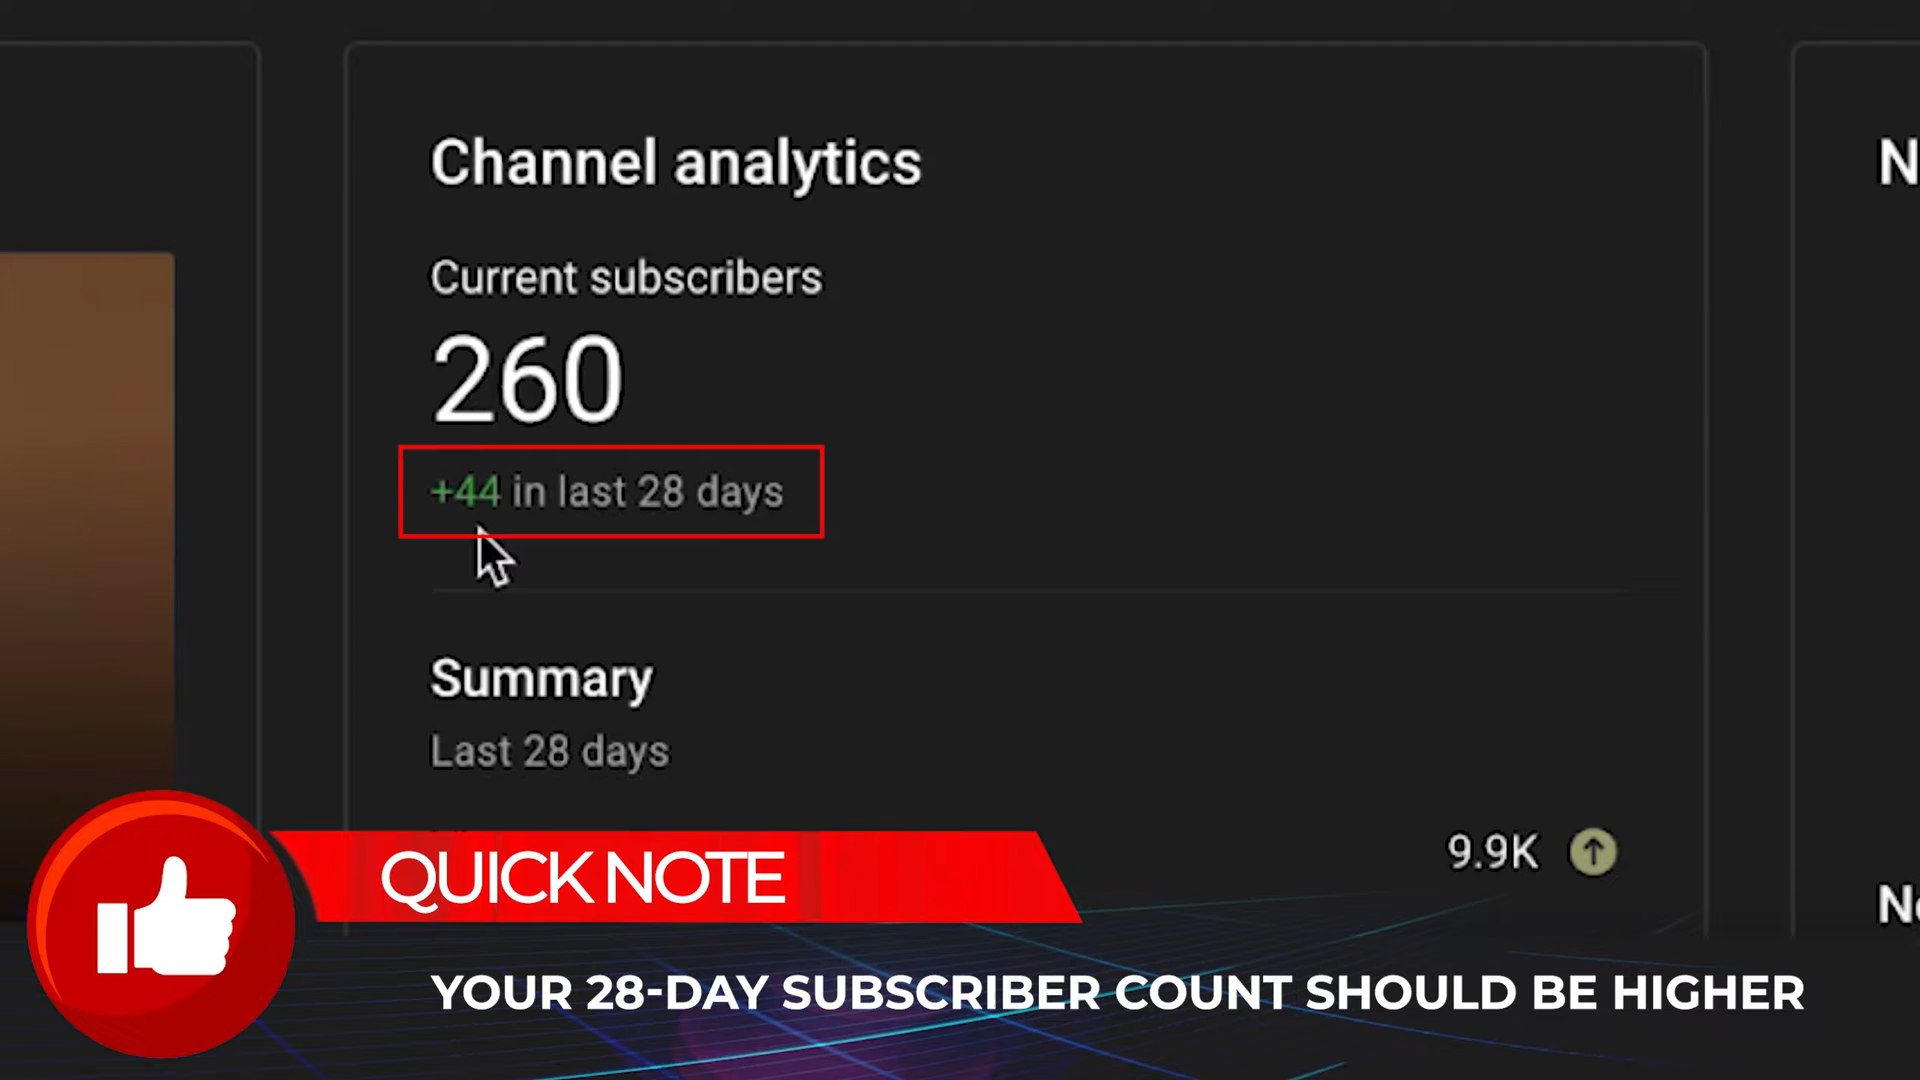 Channel analytics
Current subscribers
260
+44 in last 28 days
Summary
Last 28 days
9.9K
QUICK NOTE
YOUR 28-DAY SUBSCRIBER COUNT SHOULD BE HIGHER